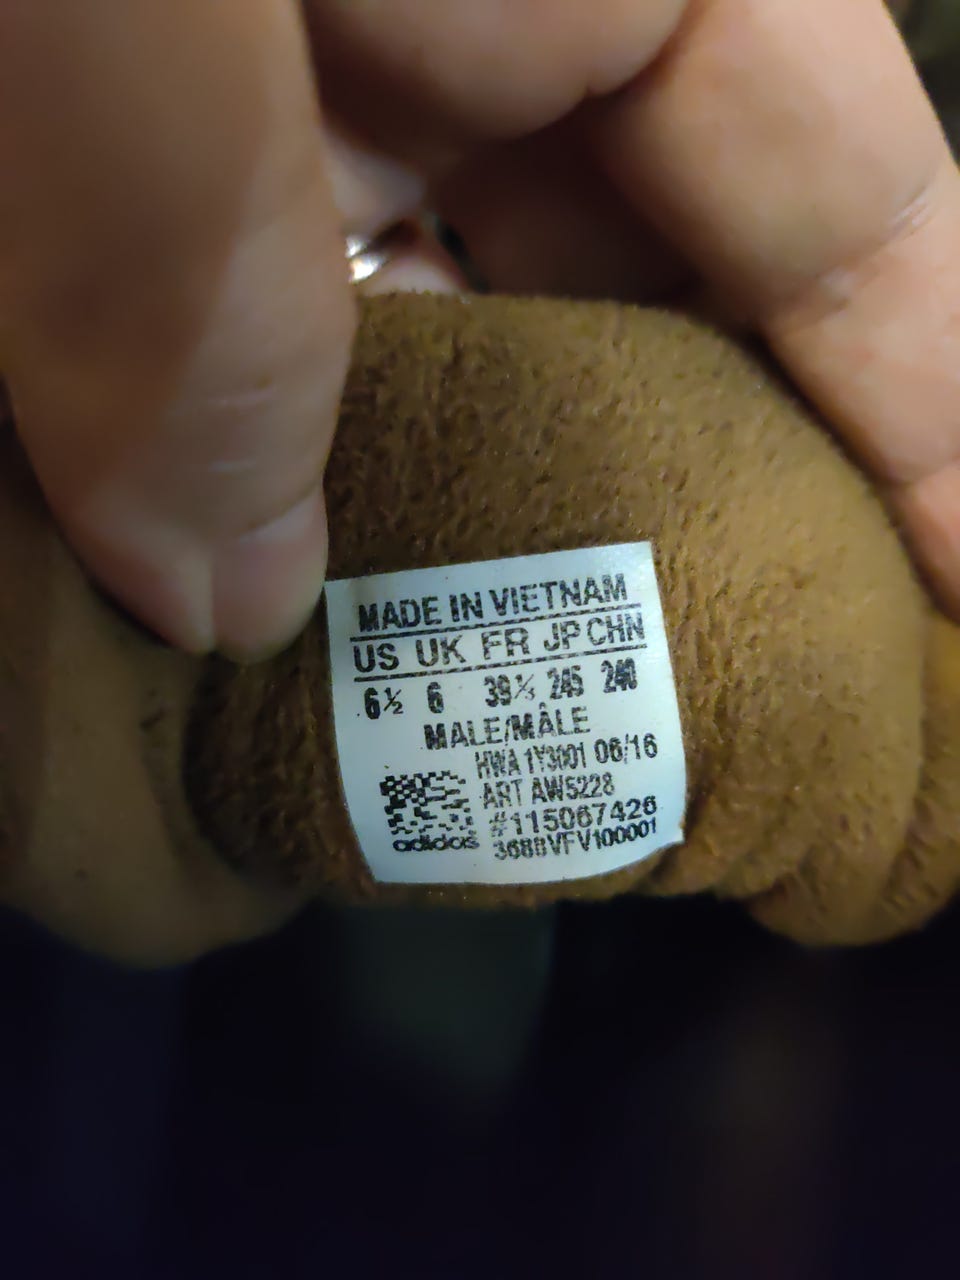 MADE IN VIETNAM
US UK FR JP CHN
6½ 6 39⅓ 245 240
MALE/MÂLE
HWA 1Y3001 06/16
ART AW5228
#115067426
adidas 3688VFV100001